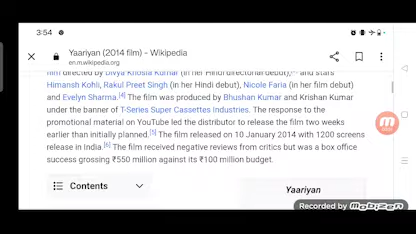 3:54
Yaariyan (2014 film) - Wikipedia
en.m.wikipedia.org
film directed by Divya Khosla Kumar (in her Hindi directorial debut), and stars
Himansh Kohli, Rakul Preet Singh (in her Hindi debut), Nicole Faria (in her film debut)
and Evelyn Sharma.[4] The film was produced by Bhushan Kumar and Krishan Kumar
under the banner of T-Series Super Cassettes Industries. The response to the
promotional material on YouTube led the distributor to release the film two weeks
earlier than initially planned.[5] The film released on 10 January 2014 with 1200 screens
release in India.[6] The film received negative reviews from critics but was a box office
success grossing ₹550 million against its ₹100 million budget.
Contents
Yaariyan
Recorded by Mobizen